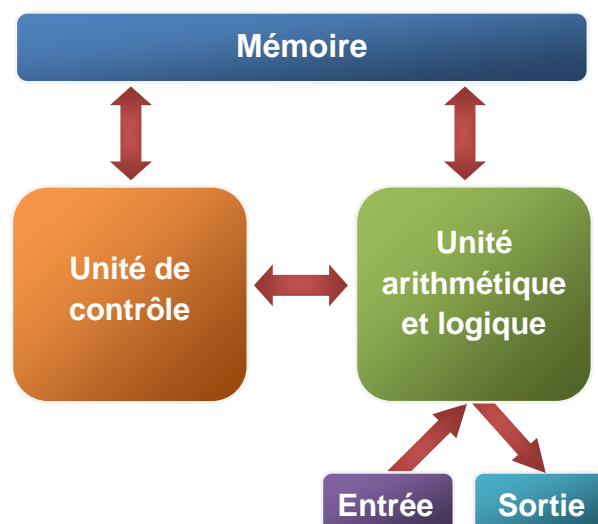 Mémoire
Unité de
contrôle
Unité
arithmétique
et logique
Entrée
Sortie